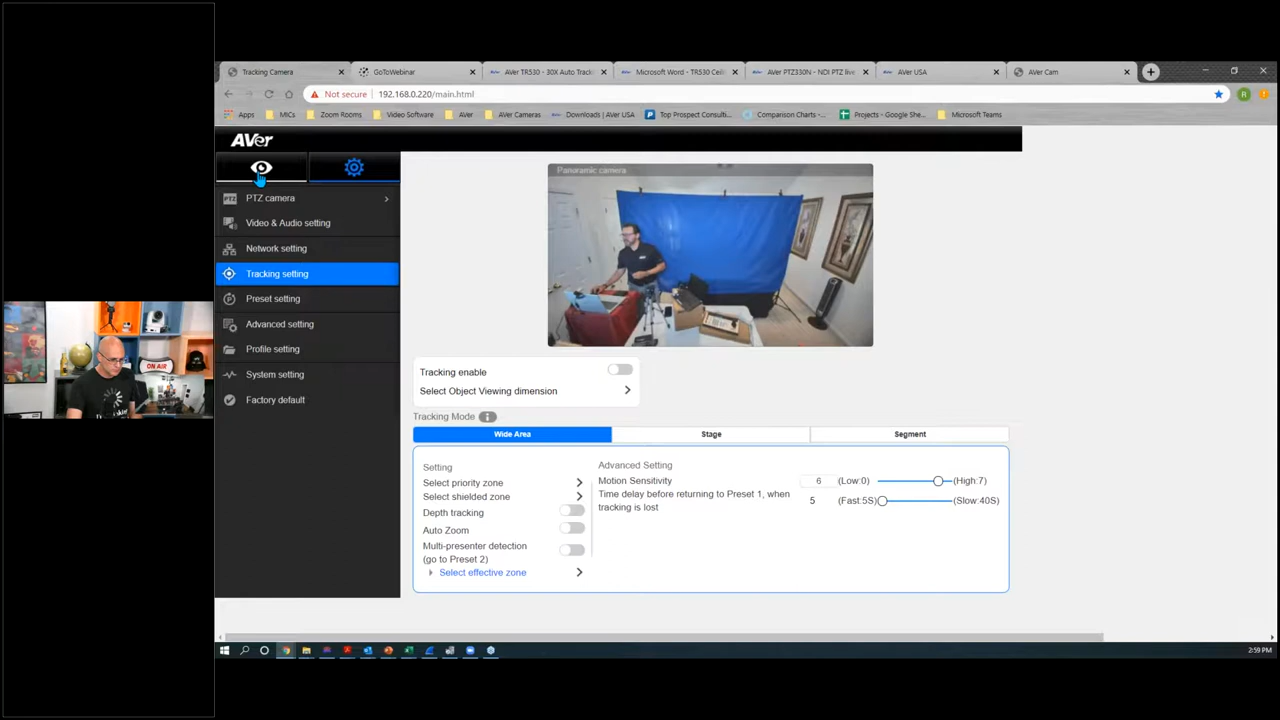 Tracking Camera
GoToWebinar
AVer TR530 - 30X Auto Tracki
Microsoft Word - TR530 Ceili
AVer PTZ330N - NDI PTZ live
AVer USA
AVer Cam
Not secure 192.168.0.220/main.html
R
Apps MICs Zoom Rooms Video Software AVer AVer Cameras Downloads | AVer USA Top Prospect Consulti... Comparison Charts -... Projects - Google She... Microsoft Teams
AVer
PTZ PTZ camera
Video & Audio setting
Network setting
Tracking setting
Preset setting
Advanced setting
Profile setting
System setting
Factory default
Panoramic camera
Tracking enable
Select Object Viewing dimension
Tracking Mode
Wide Area Stage Segment
Setting
Select priority zone
Select shielded zone
Depth tracking
Auto Zoom
Multi-presenter detection
(go to Preset 2)
Select effective zone
Advanced Setting
Motion Sensitivity 6 (Low:0) (High:7)
Time delay before returning to Preset 1, when
tracking is lost
5 (Fast:5S) (Slow:40S)
ON AIR
2:59 PM